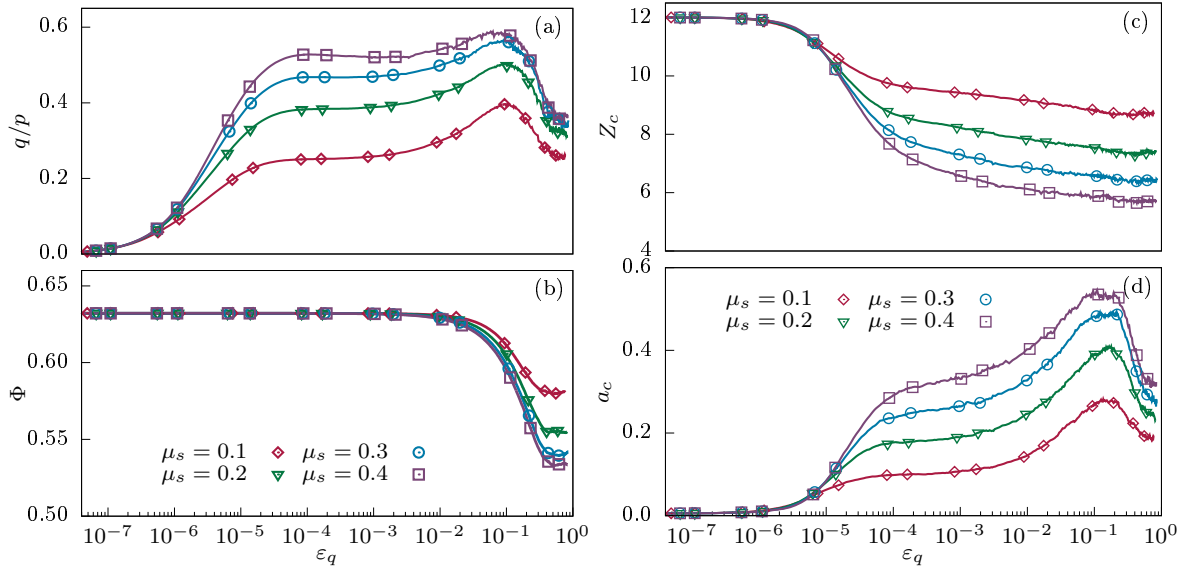 (a)
0.6
0.4
0.2
0.0
q/p
(b)
0.65
0.60
0.55
0.50
Φ
μs = 0.1 μs = 0.3
μs = 0.2 μs = 0.4
10⁻⁷ 10⁻⁶ 10⁻⁵ 10⁻⁴ 10⁻³ 10⁻² 10⁻¹ 10⁰
εq
(c)
12
10
8
6
4
Zc
(d)
0.6
0.4
0.2
0.0
ac
μs = 0.1 μs = 0.3
μs = 0.2 μs = 0.4
10⁻⁷ 10⁻⁶ 10⁻⁵ 10⁻⁴ 10⁻³ 10⁻² 10⁻¹ 10⁰
εq